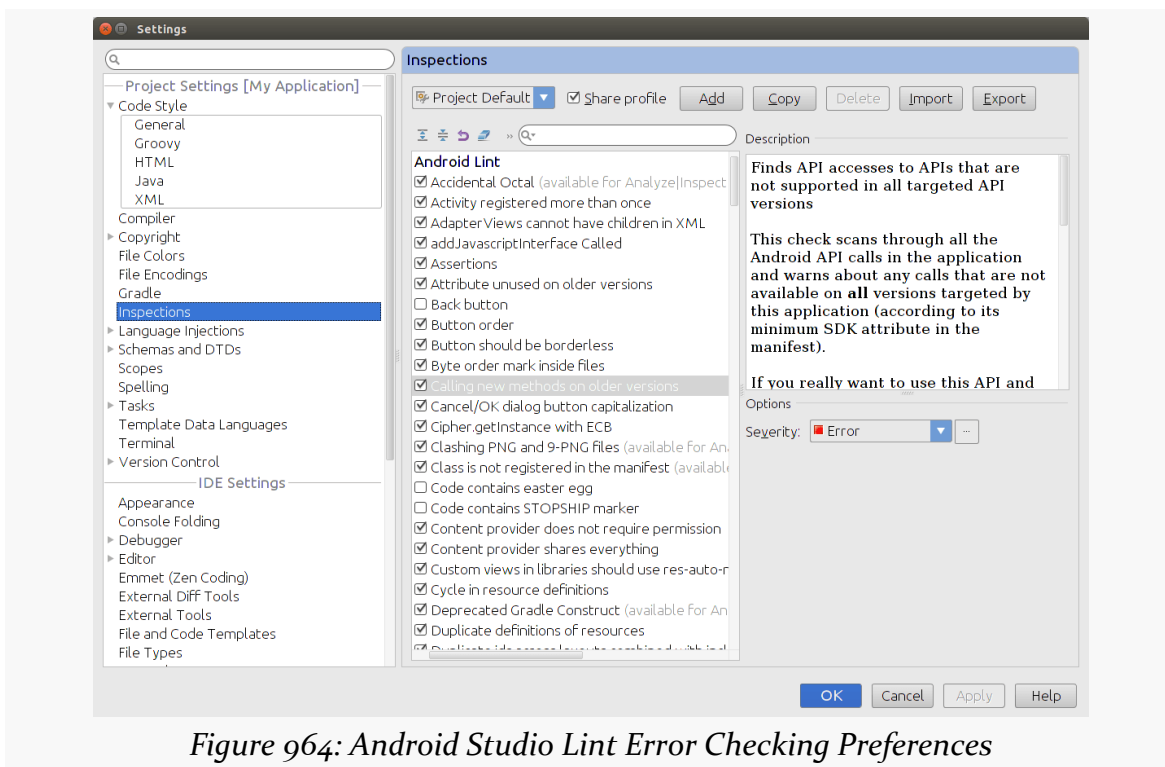 Settings
Project Settings [My Application]
Code Style
General
Groovy
HTML
Java
XML
Compiler
Copyright
File Colors
File Encodings
Gradle
Inspections
Language Injections
Schemas and DTDs
Scopes
Spelling
Tasks
Template Data Languages
Terminal
Version Control
IDE Settings
Appearance
Console Folding
Debugger
Editor
Emmet (Zen Coding)
External Diff Tools
External Tools
File and Code Templates
File Types
Inspections
Project Default Share profile Add Copy Delete Import Export
»
Android Lint
Accidental Octal (available for Analyze|Inspect
Activity registered more than once
AdapterViews cannot have children in XML
addJavascriptInterface Called
Assertions
Attribute unused on older versions
Back button
Button order
Button should be borderless
Byte order mark inside files
Calling new methods on older versions
Cancel/OK dialog button capitalization
Cipher.getInstance with ECB
Clashing PNG and 9-PNG files (available for An
Class is not registered in the manifest (available
Code contains easter egg
Code contains STOPSHIP marker
Content provider does not require permission
Content provider shares everything
Custom views in libraries should use res-auto-n
Cycle in resource definitions
Deprecated Gradle Construct (available for An
Duplicate definitions of resources
Description
Finds API accesses to APIs that are
not supported in all targeted API
versions
This check scans through all the
Android API calls in the application
and warns about any calls that are not
available on all versions targeted by
this application (according to its
minimum SDK attribute in the
manifest).
If you really want to use this API and
Options
Severity: Error ...
OK Cancel Apply Help
Figure 964: Android Studio Lint Error Checking Preferences